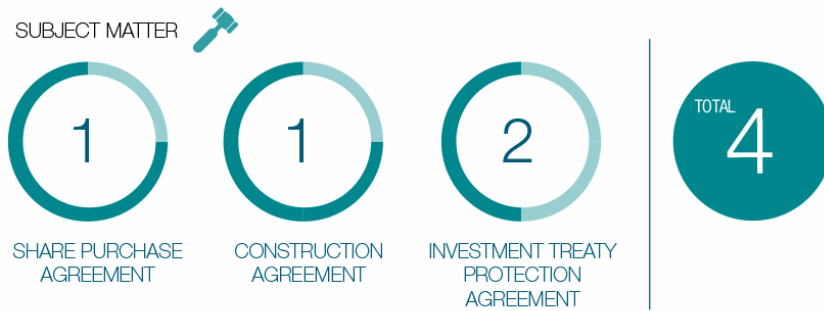 SUBJECT MATTER
1
1
2
TOTAL
4
SHARE PURCHASE
AGREEMENT
CONSTRUCTION
AGREEMENT
INVESTMENT TREATY
PROTECTION
AGREEMENT